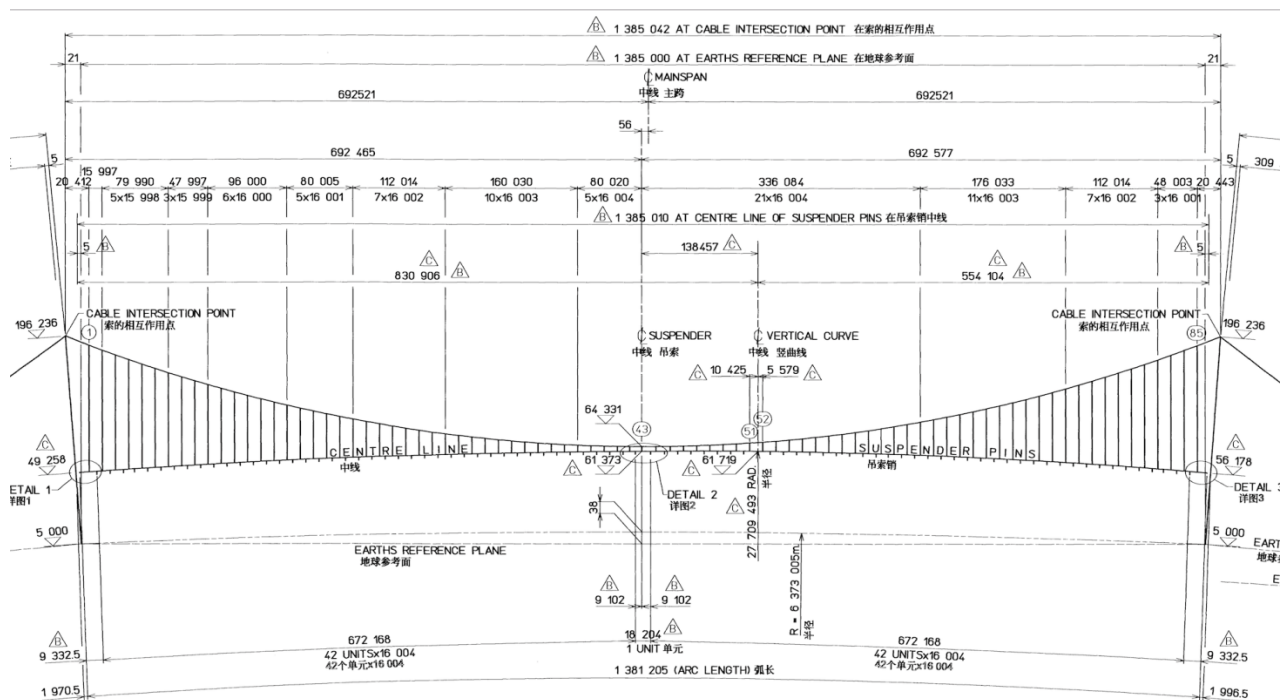 B 1 385 042 AT CABLE INTERSECTION POINT 在索的相互作用点
21 B 1 385 000 AT EARTHS REFERENCE PLANE 在地球参考面 21
℄ MAINSPAN
中线 主跨
692521 692521
56
692 465 692 577
5 5 309
15 997
20 412 79 990 47 997 96 000 80 005 112 014 160 030 80 020 336 084 176 033 112 014 48 003 20 443
5x15 998 3x15 999 6x16 000 5x16 001 7x16 002 10x16 003 5x16 004 21x16 004 11x16 003 7x16 002 3x16 001
B 1 385 010 AT CENTRE LINE OF SUSPENDER PINS 在吊索销中线
5 B 138457 C B 5
C C
830 906 B 554 104 B
CABLE INTERSECTION POINT CABLE INTERSECTION POINT
索的相互作用点 索的相互作用点
196 236 1 85 196 236
℄ SUSPENDER ℄ VERTICAL CURVE
中线 吊索 中线 竖曲线
C 10 425 5 579 C
64 331 43 51 52
CENTRE LINE SUSPENDER PINS
中线 吊索销
C 49 258 C 61 373 C 61 719 C 56 178
DETAIL 1 DETAIL 2 DETAIL 3
详图1 详图2 详图3
C 27 709 493 RAD.
半径
38
5 000 5 000
EARTHS REFERENCE PLANE
地球参考面
R = 6 373 005m
半径
B B
9 102 9 102
B 18 204 B B
9 332.5 672 168 1 UNIT 单元 672 168 9 332.5
42 UNITSx16 004 42 UNITSx16 004
42个单元x16 004 42个单元x16 004
1 381 205 (ARC LENGTH) 弧长
1 970.5 1 996.5